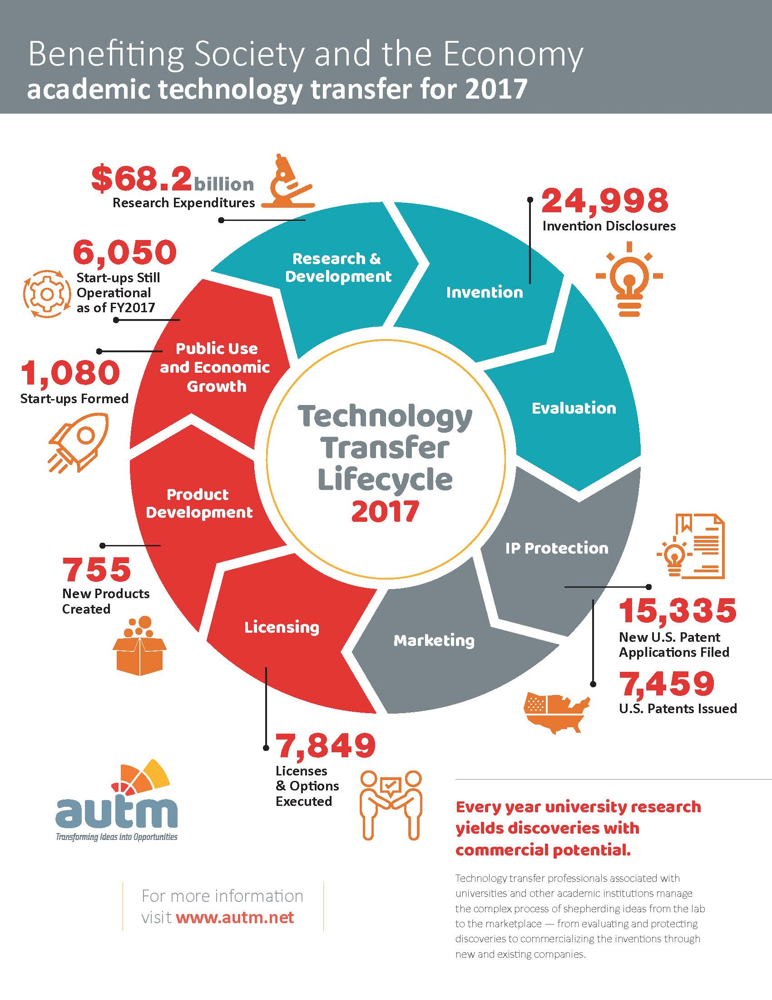 Benefiting Society and the Economy
academic technology transfer for 2017
$68.2 billion
Research Expenditures
24,998
Invention Disclosures
6,050
Start-ups Still
Operational
as of FY2017
1,080
Start-ups Formed
Research &
Development
Invention
Evaluation
Public Use
and Economic
Growth
Technology
Transfer
Lifecycle
2017
Product
Development
IP Protection
755
New Products
Created
Licensing
Marketing
15,335
New U.S. Patent
Applications Filed
7,459
U.S. Patents Issued
7,849
Licenses
& Options
Executed
autm
Transforming Ideas into Opportunities
For more information
visit www.autm.net
Every year university research
yields discoveries with
commercial potential.
Technology transfer professionals associated with
universities and other academic institutions manage
the complex process of shepherding ideas from the lab
to the marketplace — from evaluating and protecting
discoveries to commercializing the inventions through
new and existing companies.